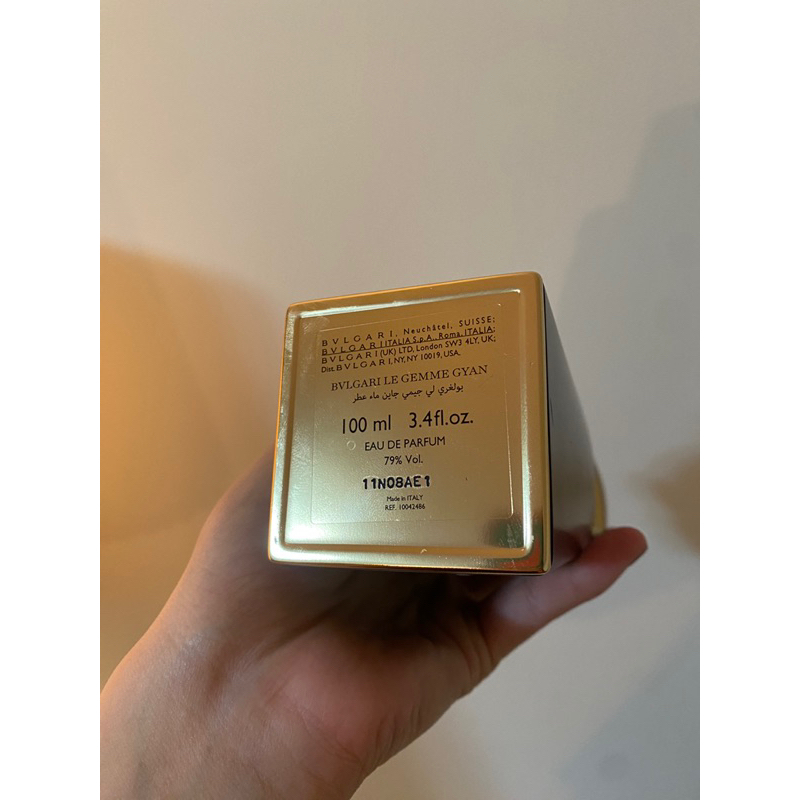 BVLGARI, Neuchâtel, SUISSE;
BVLGARI ITALIA S.p.A. Roma, ITALIA;
BVLGARI (UK) LTD, London SW3 4LY, UK;
Dist. BVLGARI, NY, NY 10019, USA.
BVLGARI LE GEMME GYAN
بولغري لي جيمي جاين ماء عطر
100 ml 3.4fl.oz.
EAU DE PARFUM
79% Vol.
11N08AE1
Made in ITALY
REF. 10042486